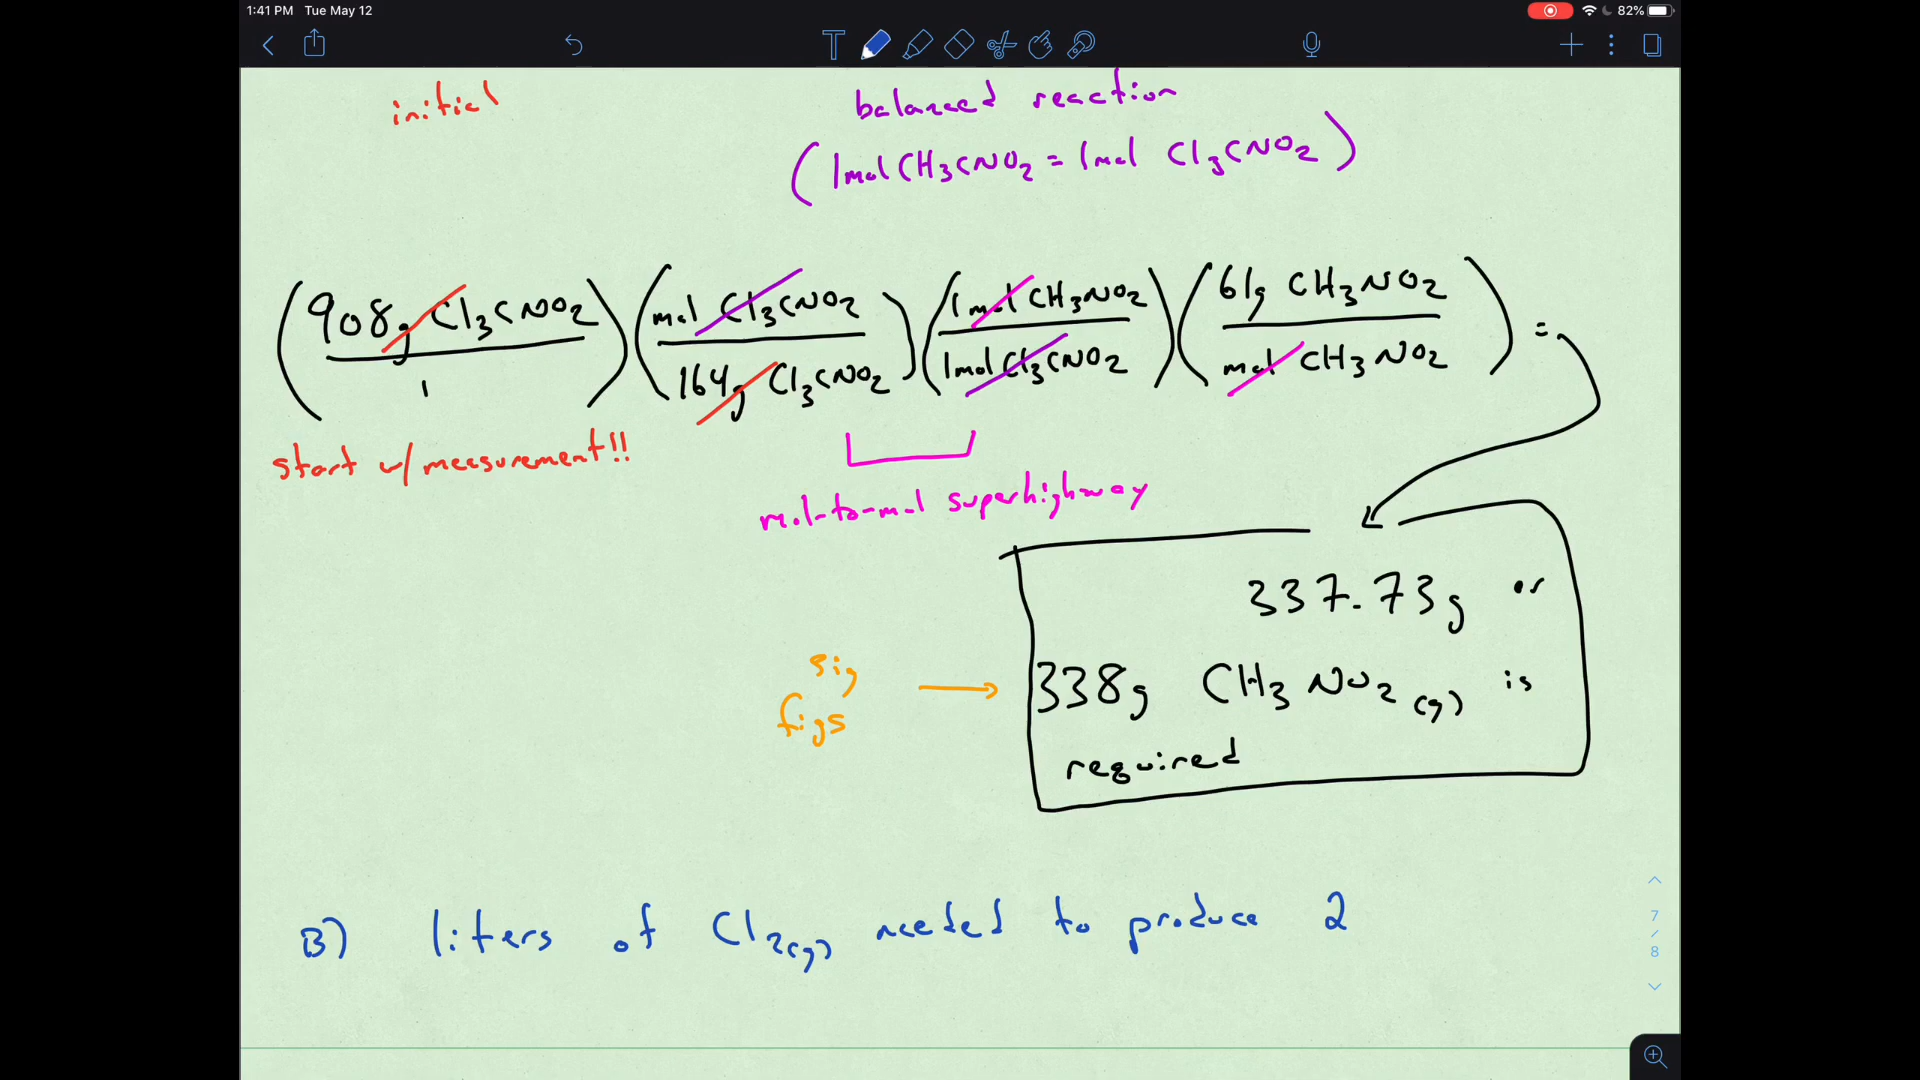 1:41 PM Tue May 12
82%
initial
balanced reaction
(1mol CH3CNO2 = 1mol Cl3CNO2)
(908g Cl3CNO2 / 1) (mol Cl3CNO2 / 164g Cl3CNO2) (1mol CH3NO2 / 1mol Cl3CNO2) (61g CH3NO2 / mol CH3NO2) =
start w/measurement!!
mol-to-mol superhighway
337.73g or
sig figs → 338g CH3NO2(g) is
required
B) liters of Cl2(g) needed to produce 2
7
/
8